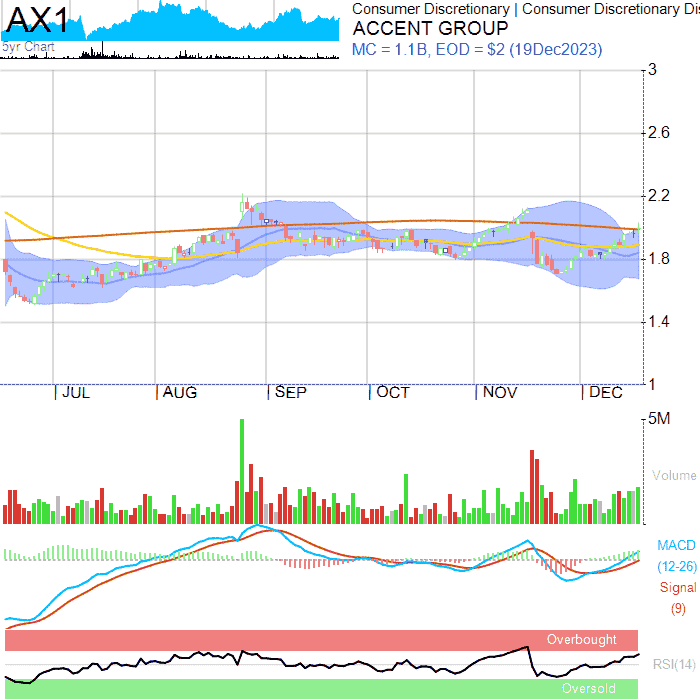 AX1
5yr Chart
Consumer Discretionary | Consumer Discretionary Dis
ACCENT GROUP
MC = 1.1B, EOD = $2 (19Dec2023)
3
2.6
2.2
1.8
1.4
1
JUL AUG SEP OCT NOV DEC
5M
Volume
MACD
(12-26)
Signal
(9)
Overbought
RSI(14)
Oversold